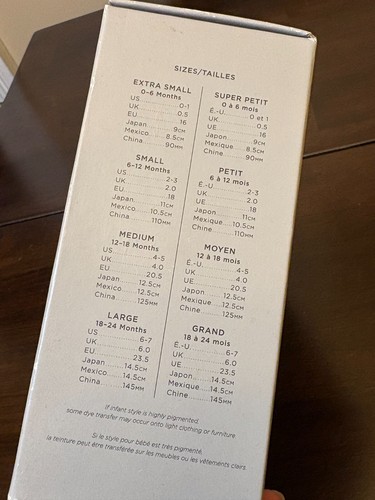 SIZES/TAILLES
EXTRA SMALL
0-6 Months
US 0-1
UK 0.5
EU 16
Japan 9CM
Mexico 8.5CM
China 90MM
SMALL
6-12 Months
US 2-3
UK 2.0
EU 18
Japan 11CM
Mexico 10.5CM
China 110MM
MEDIUM
12-18 Months
US 4-5
UK 4.0
EU 20.5
Japan 12.5CM
Mexico 12.5CM
China 125MM
LARGE
18-24 Months
US 6-7
UK 6.0
EU 23.5
Japan 14.5CM
Mexico 14.5CM
China 145MM
SUPER PETIT
0 à 6 mois
É.-U. 0 et 1
UK 0.5
UE 16
Japon 9CM
Mexique 8.5CM
Chine 90MM
PETIT
6 à 12 mois
É.-U. 2-3
UK 2.0
UE 18
Japon 11CM
Mexique 10.5CM
Chine 110MM
MOYEN
12 à 18 mois
É.-U. 4-5
UK 4.0
UE 20.5
Japon 12.5CM
Mexique 12.5CM
Chine 125MM
GRAND
18 à 24 mois
É.-U. 6-7
UK 6.0
UE 23.5
Japon 14.5CM
Mexique 14.5CM
Chine 145MM
If infant style is highly pigmented,
some dye transfer may occur onto light clothing or furniture
Si le style pour bébé est très pigmenté,
la teinture peut être transférée sur les meubles ou les vêtements clairs.